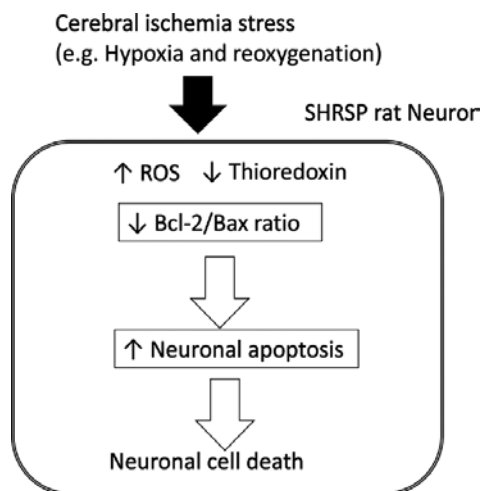 Cerebral ischemia stress
(e.g. Hypoxia and reoxygenation)
SHRSP rat Neuron
↑ ROS ↓ Thioredoxin
↓ Bcl-2/Bax ratio
↑ Neuronal apoptosis
Neuronal cell death